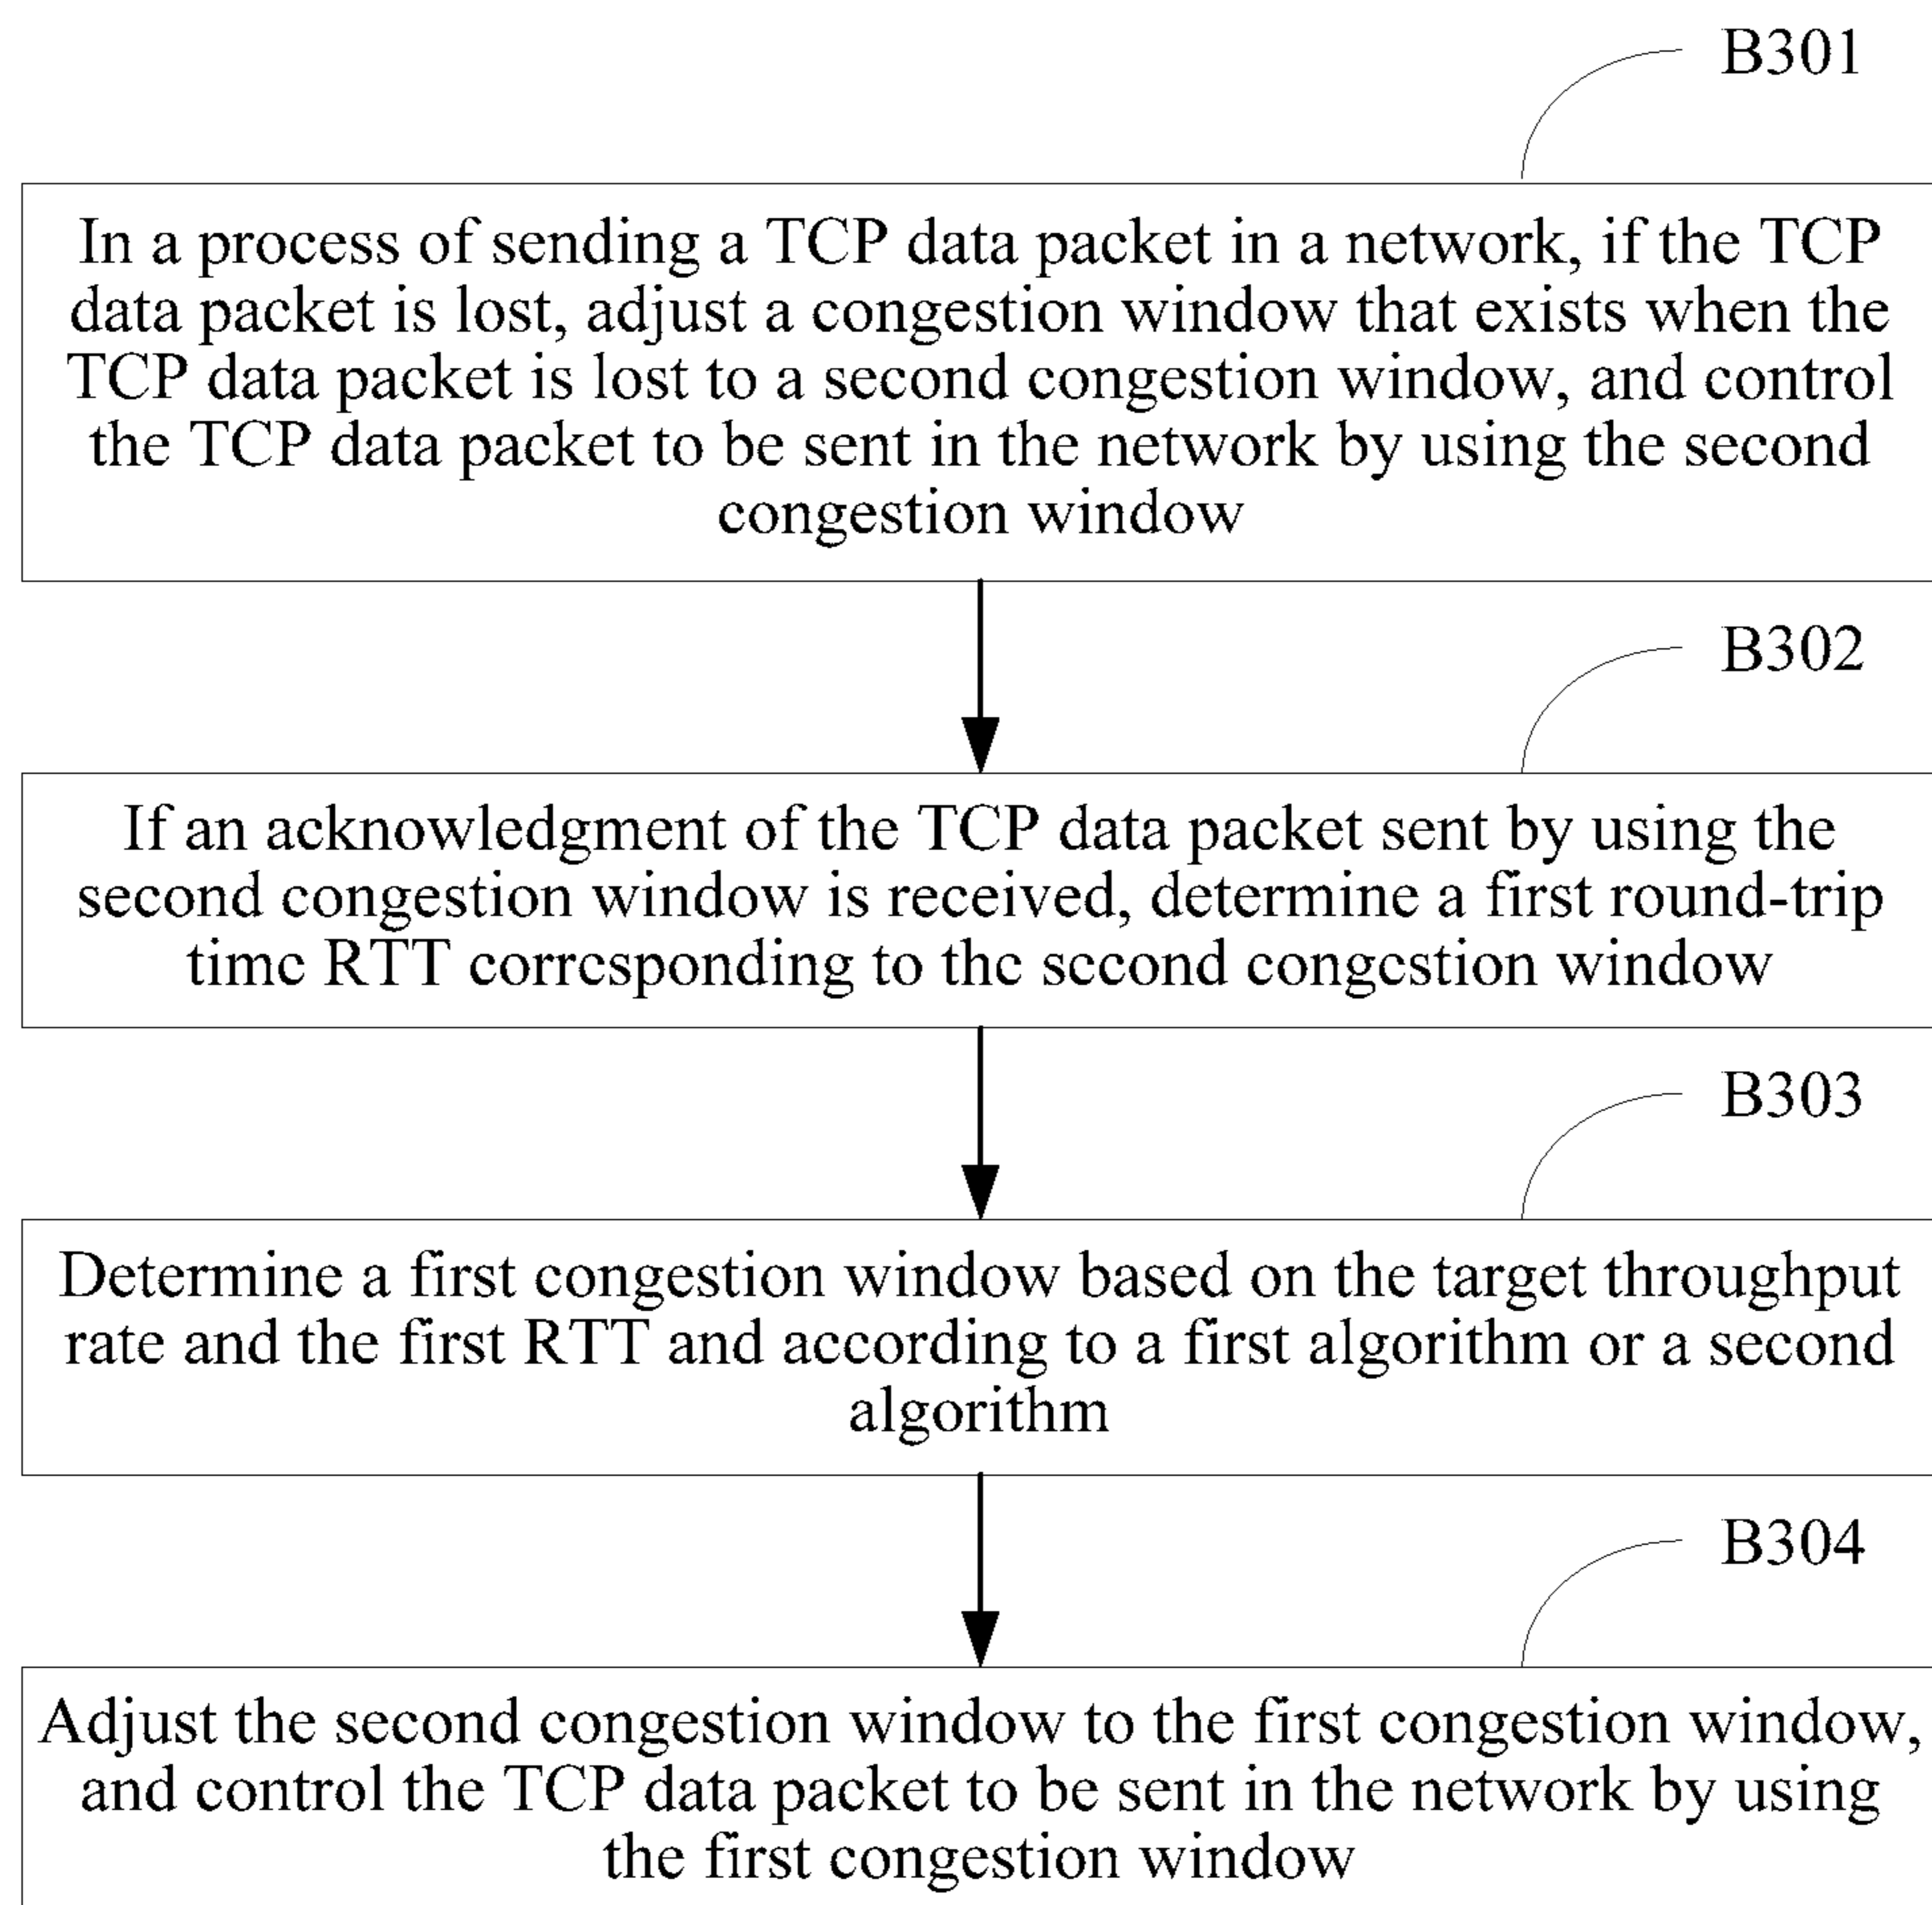 B301
In a process of sending a TCP data packet in a network, if the TCP
data packet is lost, adjust a congestion window that exists when the
TCP data packet is lost to a second congestion window, and control
the TCP data packet to be sent in the network by using the second
congestion window
B302
If an acknowledgment of the TCP data packet sent by using the
second congestion window is received, determine a first round-trip
time RTT corresponding to the second congestion window
B303
Determine a first congestion window based on the target throughput
rate and the first RTT and according to a first algorithm or a second
algorithm
B304
Adjust the second congestion window to the first congestion window,
and control the TCP data packet to be sent in the network by using
the first congestion window